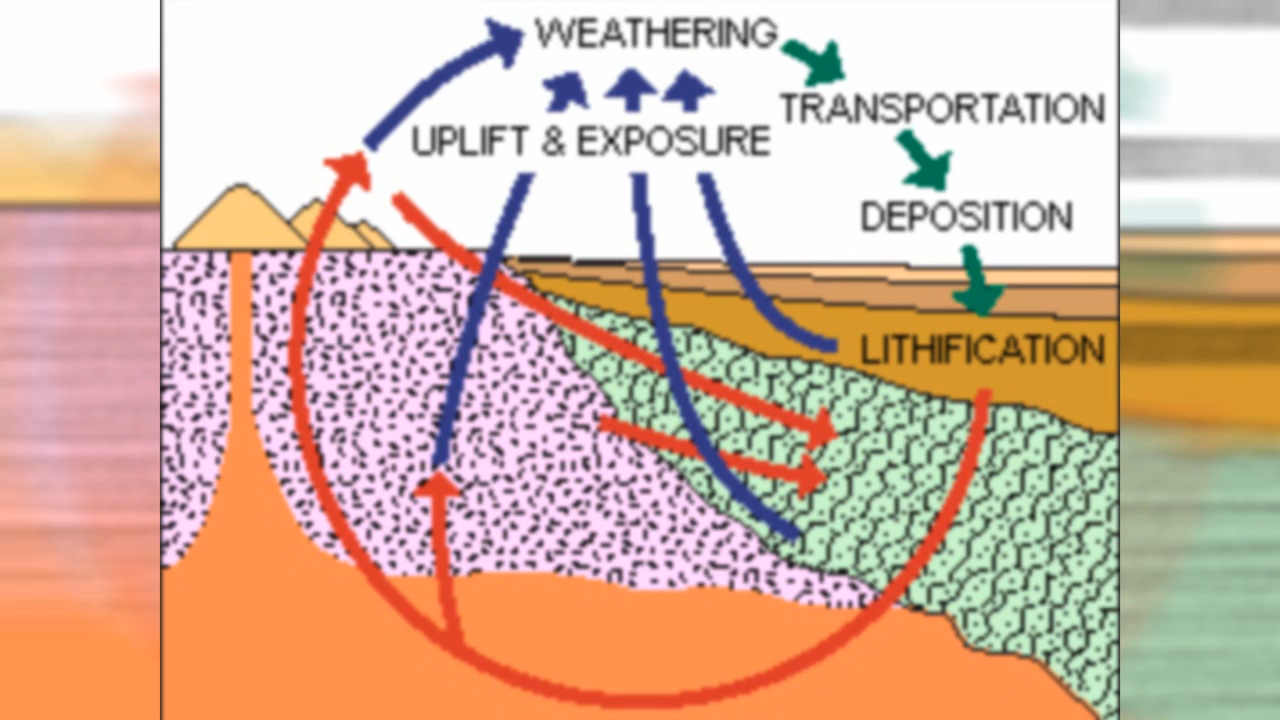 WEATHERING
TRANSPORTATION
UPLIFT & EXPOSURE
DEPOSITION
LITHIFICATION